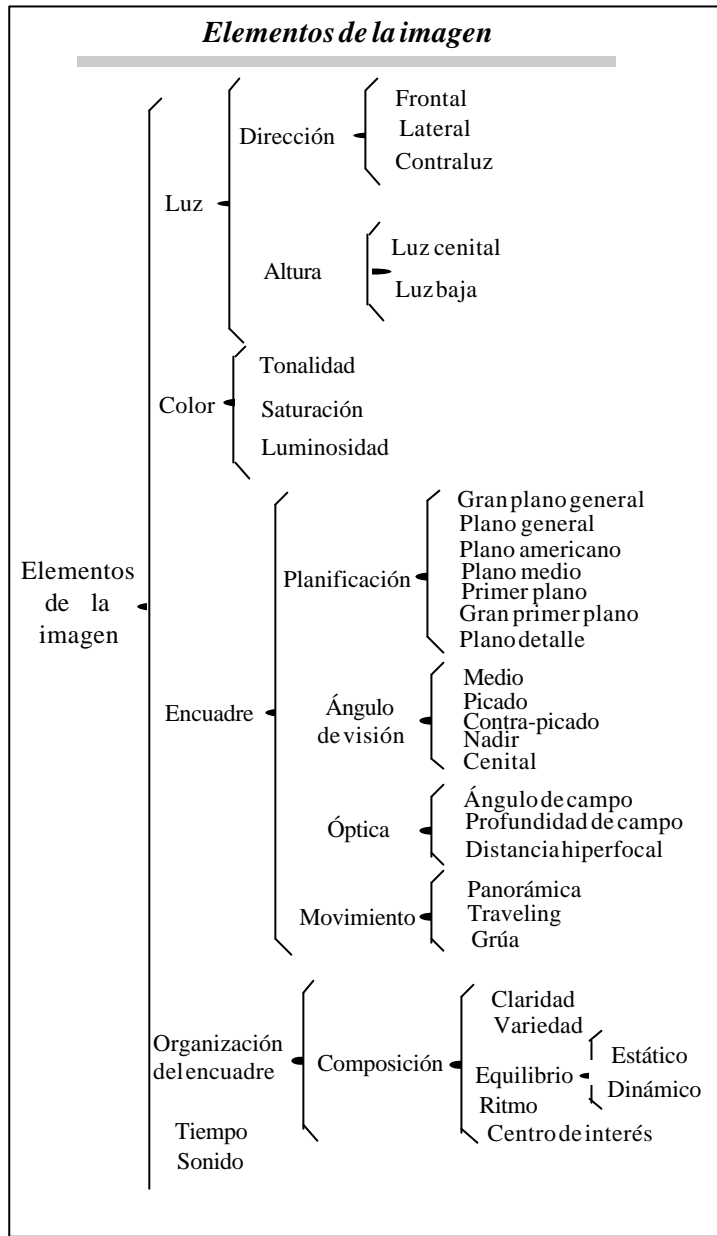 Elementos de la imagen
Elementos
de la
imagen
Luz
Dirección
Frontal
Lateral
Contraluz
Altura
Luz cenital
Luz baja
Color
Tonalidad
Saturación
Luminosidad
Encuadre
Planificación
Gran plano general
Plano general
Plano americano
Plano medio
Primer plano
Gran primer plano
Plano detalle
Ángulo
de visión
Medio
Picado
Contra-picado
Nadir
Cenital
Óptica
Ángulo de campo
Profundidad de campo
Distancia hiperfocal
Movimiento
Panorámica
Traveling
Grúa
Organización
del encuadre
Composición
Claridad
Variedad
Equilibrio
Estático
Dinámico
Ritmo
Centro de interés
Tiempo
Sonido